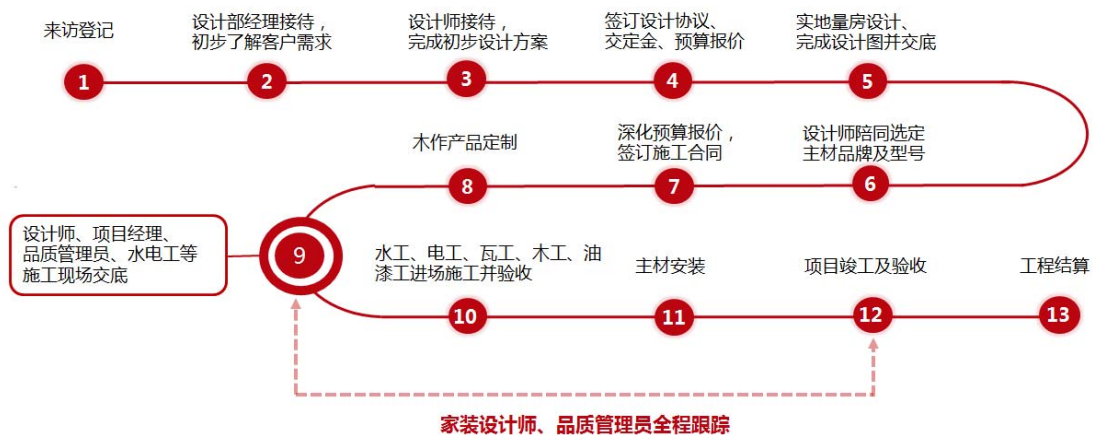 来访登记
1
设计部经理接待，
初步了解客户需求
2
设计师接待，
完成初步设计方案
3
签订设计协议、
交定金、预算报价
4
实地量房设计、
完成设计图并交底
5
设计师陪同选定
主材品牌及型号
6
深化预算报价，
签订施工合同
7
木作产品定制
8
设计师、项目经理、
品质管理员、水电工等
施工现场交底
9
水工、电工、瓦工、木工、油
漆工进场施工并验收
10
主材安装
11
项目竣工及验收
12
工程结算
13
家装设计师、品质管理员全程跟踪